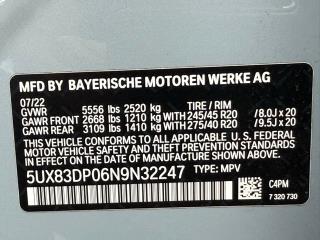 MFD BY BAYERISCHE MOTOREN WERKE AG
07/22 TIRE / RIM
GVWR 5556 lbs 2520 kg
GAWR FRONT 2668 lbs 1210 kg WITH 245/45 R20 /8.0J x 20
GAWR REAR 3109 lbs 1410 kg WITH 275/40 R20 /9.5J x 20
THIS VEHICLE CONFORMS TO ALL APPLICABLE U.S. FEDERAL
MOTOR VEHICLE SAFETY, BUMPER, AND THEFT PREVENTION
STANDARDS IN EFFECT ON THE DATE OF MANUFACTURE
SHOWN ABOVE.
5UX83DP06N9N32247 TYPE: MPV
C4PM
7 320 730